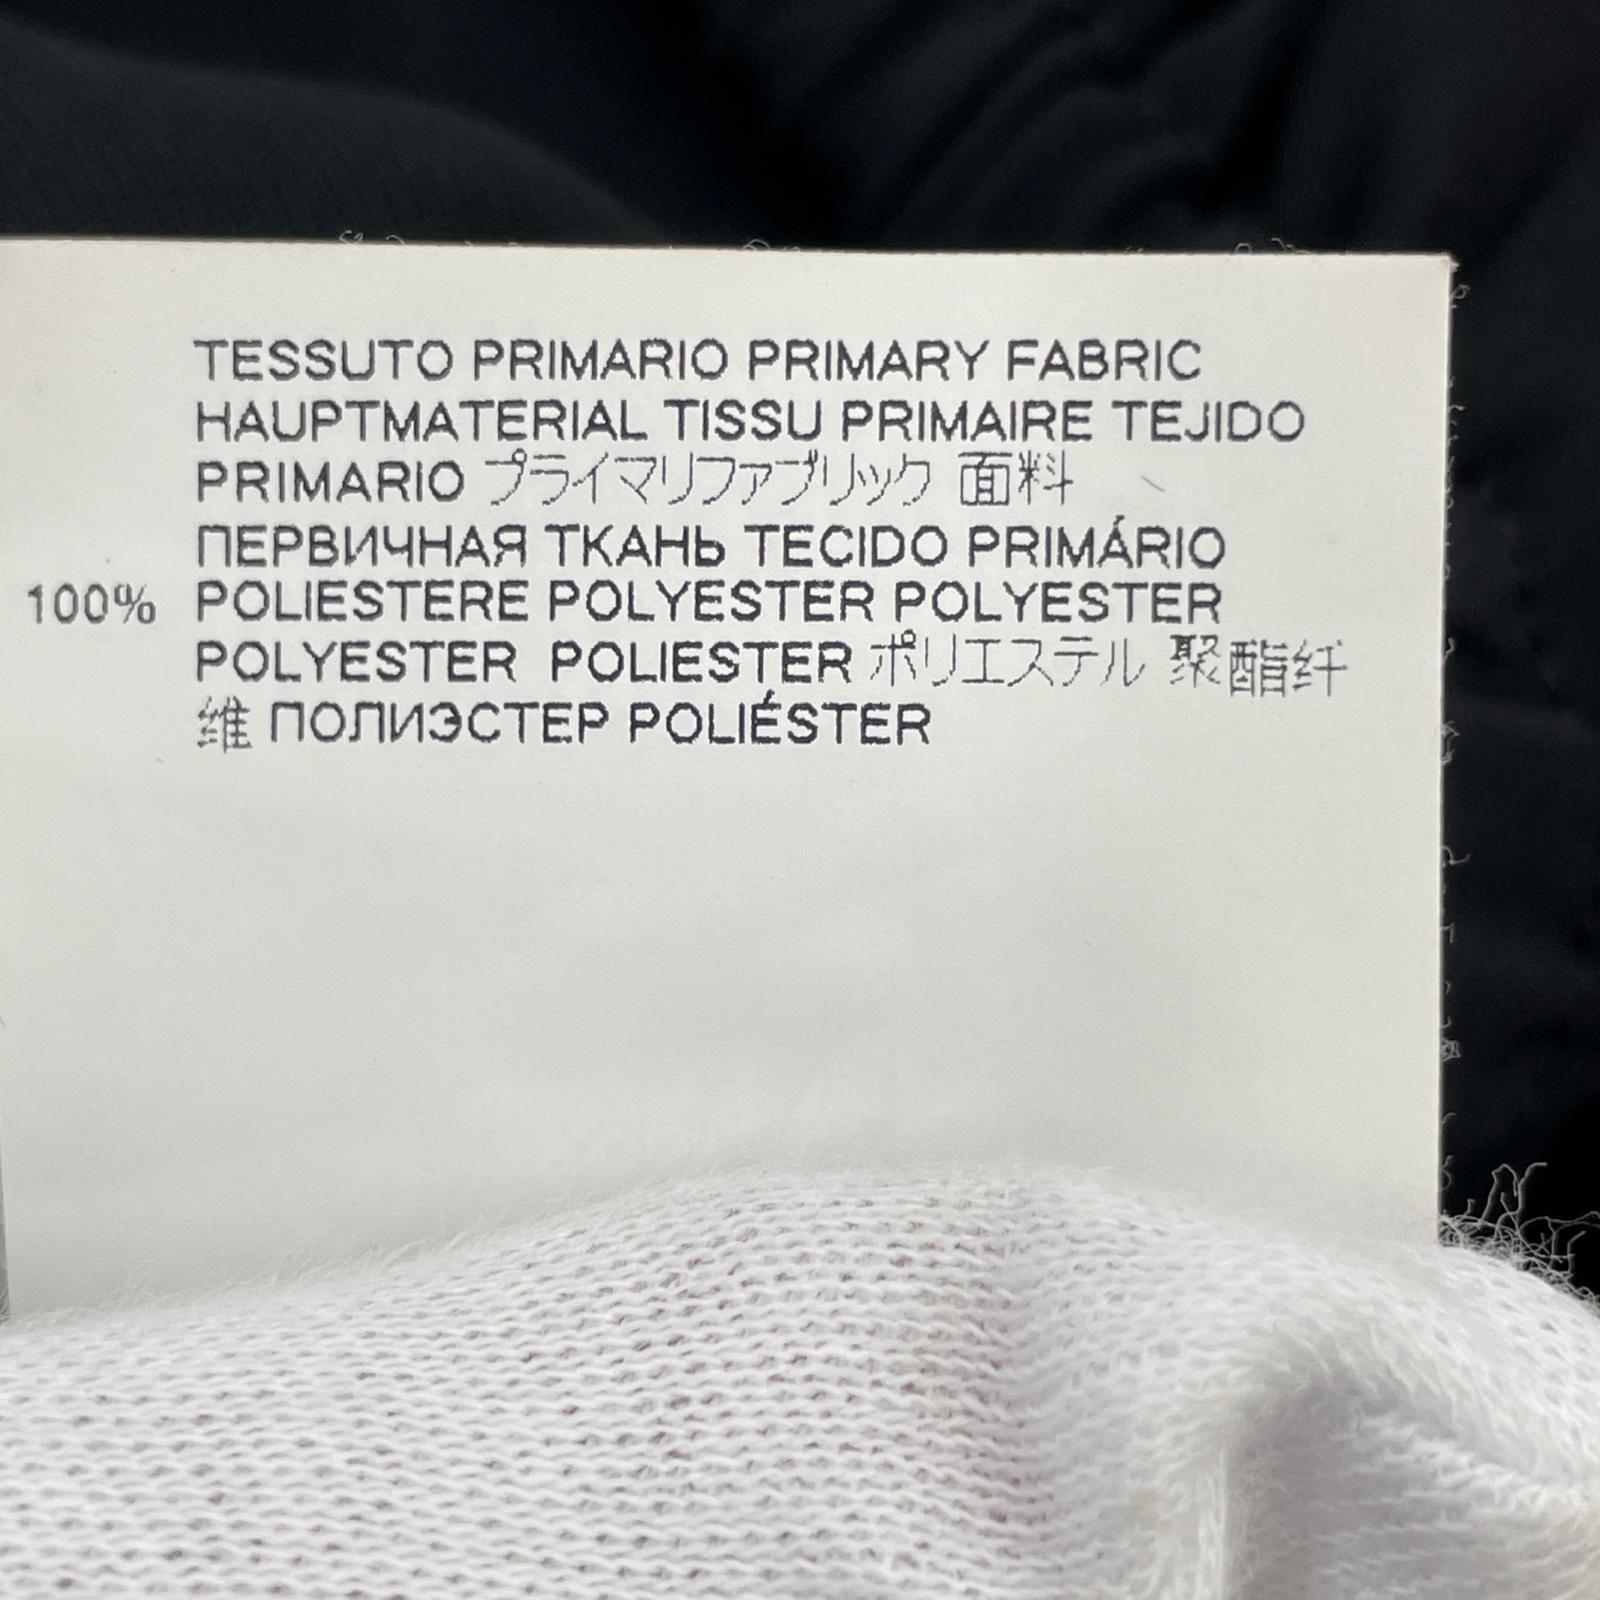 TESSUTO PRIMARIO PRIMARY FABRIC
HAUPTMATERIAL TISSU PRIMAIRE TEJIDO
PRIMARIO プライマリファブリック 面料
ПЕРВИЧНАЯ ТКАНЬ TECIDO PRIMÁRIO
100% POLIESTERE POLYESTER POLYESTER
POLYESTER POLIESTER ポリエステル 聚酯纤
维 ПОЛИЭСТЕР POLIÉSTER